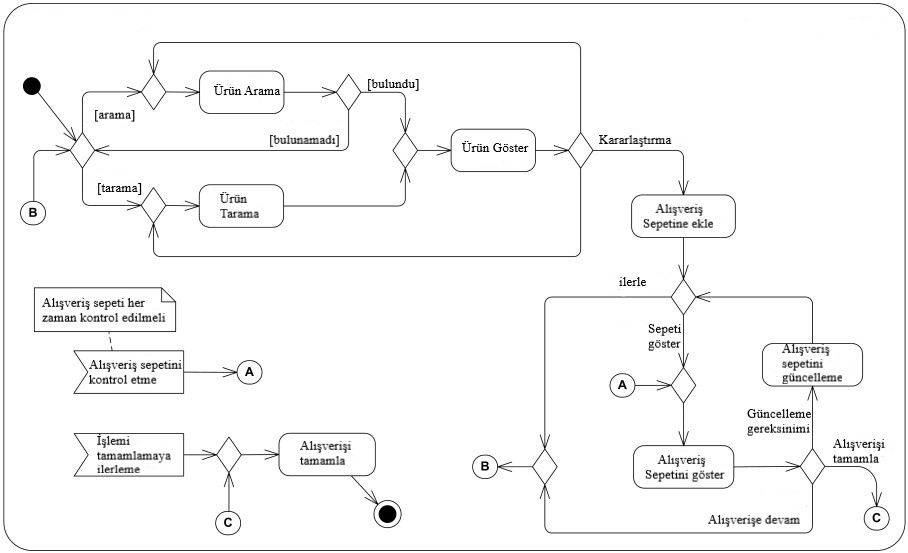 [arama]
Ürün Arama
[bulundu]
[bulunamadı]
Ürün Göster
Kararlaştırma
[tarama]
Ürün
Tarama
B
Alışveriş
Sepetine ekle
ilerle
Sepeti
göster
A
Alışveriş
sepetini
güncelleme
Güncelleme
gereksinimi
Alışveriş
Sepetini göster
B
Alışverişi
tamamla
C
Alışverişe devam
Alışveriş sepeti her
zaman kontrol edilmeli
Alışveriş sepetini
kontrol etme
A
İşlemi
tamamlamaya
ilerleme
Alışverişi
tamamla
C